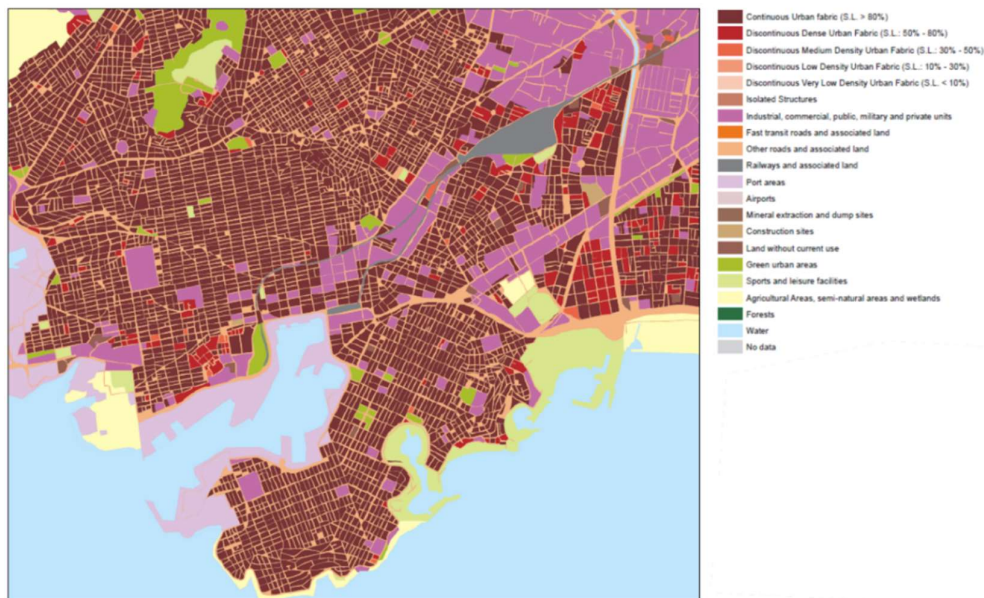 Continuous Urban fabric (S.L. > 80%)
Discontinuous Dense Urban Fabric (S.L.: 50% - 80%)
Discontinuous Medium Density Urban Fabric (S.L.: 30% - 50%)
Discontinuous Low Density Urban Fabric (S.L.: 10% - 30%)
Discontinuous Very Low Density Urban Fabric (S.L. < 10%)
Isolated Structures
Industrial, commercial, public, military and private units
Fast transit roads and associated land
Other roads and associated land
Railways and associated land
Port areas
Airports
Mineral extraction and dump sites
Construction sites
Land without current use
Green urban areas
Sports and leisure facilities
Agricultural Areas, semi-natural areas and wetlands
Forests
Water
No data